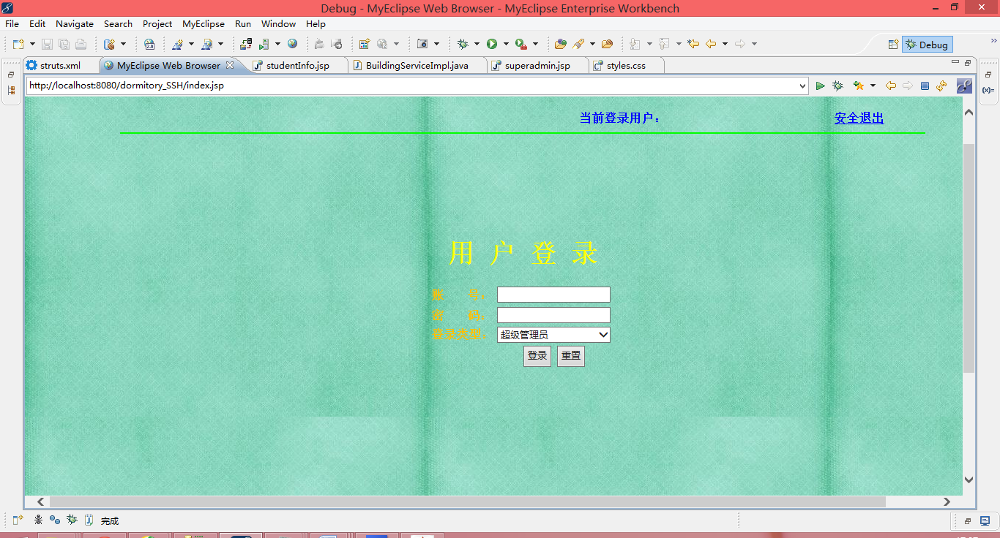 Debug - MyEclipse Web Browser - MyEclipse Enterprise Workbench
File Edit Navigate Search Project MyEclipse Run Window Help
Debug
struts.xml MyEclipse Web Browser studentInfo.jsp BuildingServiceImpl.java superadmin.jsp styles.css
http://localhost:8080/dormitory_SSH/index.jsp
当前登录用户： 安全退出
用 户 登 录
账 号：
密 码：
登录类型： 超级管理员
登录 重置
完成